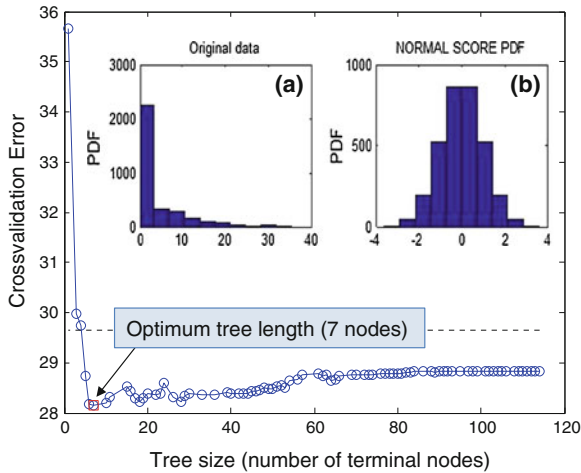 36
35
34
33
32
31
30
29
28
Crossvalidation Error
Original data
(a)
3000
2000
1000
0
PDF
0 10 20 30 40
NORMAL SCORE PDF
(b)
1000
500
0
PDF
-4 -2 0 2 4
Optimum tree length (7 nodes)
0 20 40 60 80 100 120
Tree size (number of terminal nodes)